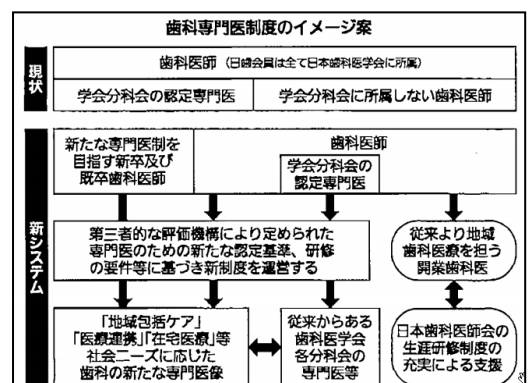 歯科専門医制度のイメージ案
現状
歯科医師(日歯会員は全て日本歯科医学会に所属)
学会分科会の認定専門医
学会分科会に所属しない歯科医師
新システム
新たな専門医制を
目指す新卒及び
既卒歯科医師
歯科医師
学会分科会の
認定専門医
第三者的な評価機構により定められた
専門医のための新たな認定基準、研修
の要件等に基づき新制度を運営する
従来より地域
歯科医療を担う
開業歯科医
「地域包括ケア」
「医療連携」「在宅医療」等
社会ニーズに応じた
歯科の新たな専門医像
従来からある
歯科医学会
各分科会の
専門医等
日本歯科医師会の
生涯研修制度の
充実による支援